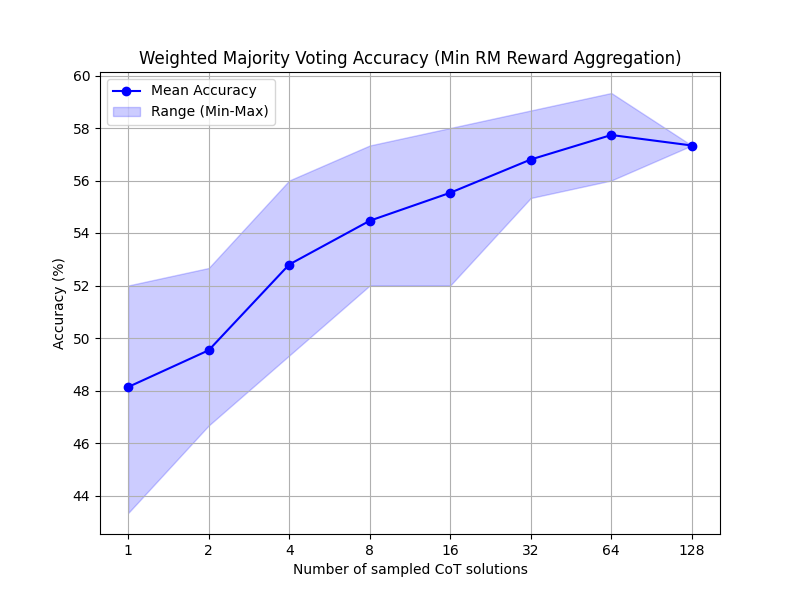 Weighted Majority Voting Accuracy (Min RM Reward Aggregation)
Mean Accuracy
Range (Min-Max)
60
58
56
54
52
50
48
46
44
Accuracy (%)
1 2 4 8 16 32 64 128
Number of sampled CoT solutions